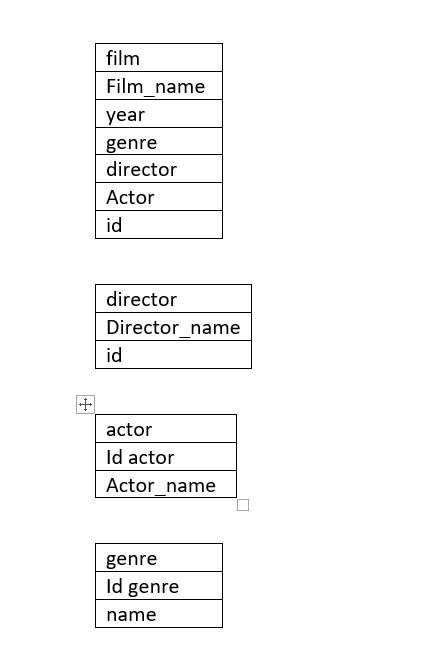 film
Film_name
year
genre
director
Actor
id
director
Director_name
id
actor
Id actor
Actor_name
genre
Id genre
name